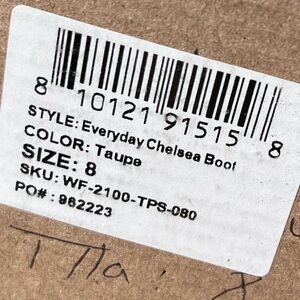 8 10121 91515 8
STYLE: Everyday Chelsea Boot
COLOR: Taupe
SIZE: 8
SKU: WF-2100-TPS-080
PO# : 962223